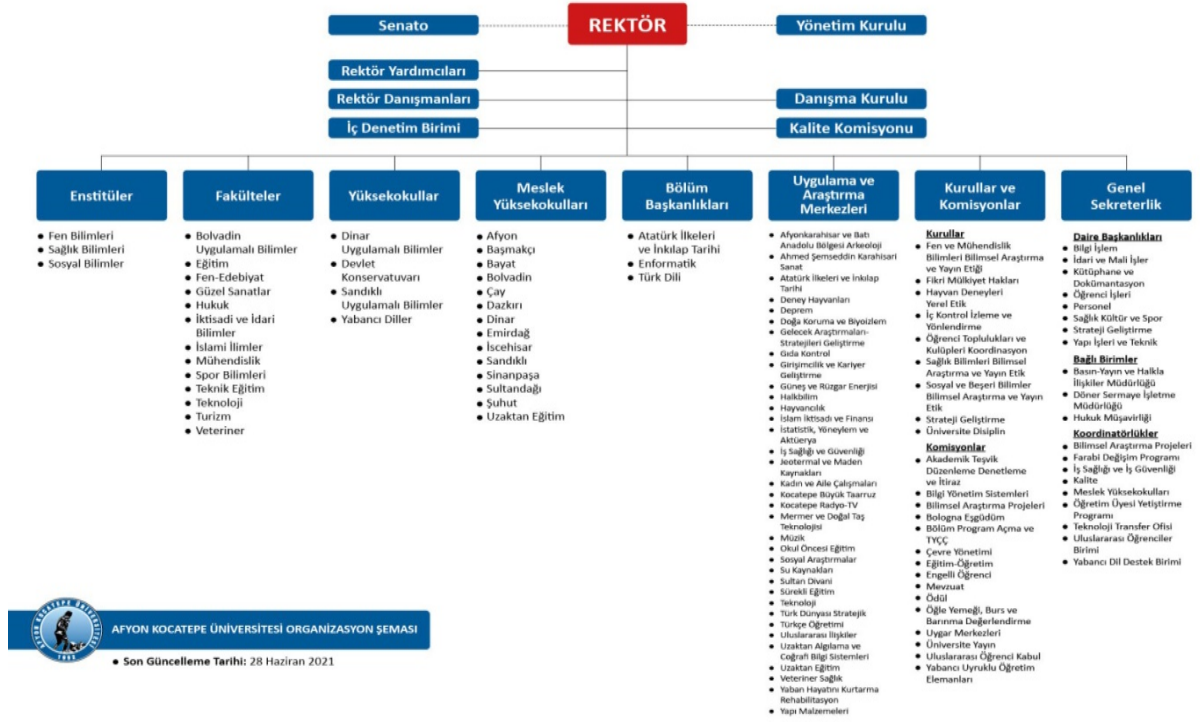 Senato
REKTÖR
Yönetim Kurulu
Rektör Yardımcıları
Rektör Danışmanları
Danışma Kurulu
İç Denetim Birimi
Kalite Komisyonu
Enstitüler
• Fen Bilimleri
• Sağlık Bilimleri
• Sosyal Bilimler
Fakülteler
• Bolvadin
Uygulamalı Bilimler
• Eğitim
• Fen-Edebiyat
• Güzel Sanatlar
• Hukuk
• İktisadi ve İdari
Bilimler
• İslami İlimler
• Mühendislik
• Spor Bilimleri
• Teknik Eğitim
• Teknoloji
• Turizm
• Veteriner
Yüksekokullar
• Dinar
Uygulamalı Bilimler
• Devlet
Konservatuvarı
• Sandıklı
Uygulamalı Bilimler
• Yabancı Diller
Meslek
Yüksekokulları
• Afyon
• Başmakçı
• Bayat
• Bolvadin
• Çay
• Dazkırı
• Dinar
• Emirdağ
• İscehisar
• Sandıklı
• Sinanpaşa
• Sultandağı
• Şuhut
• Uzaktan Eğitim
Bölüm
Başkanlıkları
• Atatürk İlkeleri
ve İnkılap Tarihi
• Enformatik
• Türk Dili
Uygulama ve
Araştırma
Merkezleri
• Afyonkarahisar ve Batı
Anadolu Bölgesi Arkeoloji
• Ahmed Şemseddin Karahisari
Sanat
• Atatürk İlkeleri ve İnkılap
Tarihi
• Deney Hayvanları
• Deprem
• Doğa Koruma ve Biyoizlem
• Gelecek Araştırmaları-
Stratejileri Geliştirme
• Gıda Kontrol
• Girişimcilik ve Kariyer
Geliştirme
• Güneş ve Rüzgar Enerjisi
• Halkbilim
• Hayvancılık
• İslam İktisadı ve Finansı
• İstatistik, Yöneylem ve
Aktüerya
• İş Sağlığı ve Güvenliği
• Jeotermal ve Maden
Kaynakları
• Kadın ve Aile Çalışmaları
• Kocatepe Büyük Taarruz
• Kocatepe Radyo-TV
• Mermer ve Doğal Taş
Teknolojisi
• Müzik
• Okul Öncesi Eğitim
• Sosyal Araştırmalar
• Su Kaynakları
• Sultan Divani
• Sürekli Eğitim
• Teknoloji
• Türk Dünyası Stratejik
• Türkçe Öğretimi
• Uluslararası İlişkiler
• Uzaktan Algılama ve
Coğrafi Bilgi Sistemleri
• Uzaktan Eğitim
• Veteriner Sağlık
• Yaban Hayatını Kurtarma
Rehabilitasyon
• Yapı Malzemeleri
Kurullar ve
Komisyonlar
Kurullar
• Fen ve Mühendislik
Bilimleri Bilimsel Araştırma
ve Yayın Etiği
• Fikri Mülkiyet Hakları
• Hayvan Deneyleri
Yerel Etik
• İç Kontrol İzleme ve
Yönlendirme
• Öğrenci Toplulukları ve
Kulüpleri Koordinasyon
• Sağlık Bilimleri Bilimsel
Araştırma ve Yayın Etik
• Sosyal ve Beşeri Bilimler
Bilimsel Araştırma ve Yayın
Etik
• Strateji Geliştirme
• Üniversite Disiplin
Komisyonlar
• Akademik Teşvik
Düzenleme Denetleme
ve İtiraz
• Bilgi Yönetim Sistemleri
• Bilimsel Araştırma Projeleri
• Bologna Eşgüdüm
• Bölüm Program Açma ve
TYÇÇ
• Çevre Yönetimi
• Eğitim-Öğretim
• Engelli Öğrenci
• Mevzuat
• Ödül
• Öğle Yemeği, Burs ve
Barınma Değerlendirme
• Uygar Merkezleri
• Üniversite Yayın
• Uluslararası Öğrenci Kabul
• Yabancı Uyruklu Öğretim
Elemanları
Genel
Sekreterlik
Daire Başkanlıkları
• Bilgi İşlem
• İdari ve Mali İşler
• Kütüphane ve
Dokümantasyon
• Öğrenci İşleri
• Personel
• Sağlık Kültür ve Spor
• Strateji Geliştirme
• Yapı İşleri ve Teknik
Bağlı Birimler
• Basın-Yayın ve Halkla
İlişkiler Müdürlüğü
• Döner Sermaye İşletme
Müdürlüğü
• Hukuk Müşavirliği
Koordinatörlükler
• Bilimsel Araştırma Projeleri
• Farabi Değişim Programı
• İş Sağlığı ve İş Güvenliği
• Kalite
• Meslek Yüksekokulları
• Öğretim Üyesi Yetiştirme
Programı
• Teknoloji Transfer Ofisi
• Uluslararası Öğrenciler
Birimi
• Yabancı Dil Destek Birimi
AFYON KOCATEPE ÜNİVERSİTESİ
1992
AFYON KOCATEPE ÜNİVERSİTESİ ORGANİZASYON ŞEMASI
• Son Güncelleme Tarihi: 28 Haziran 2021